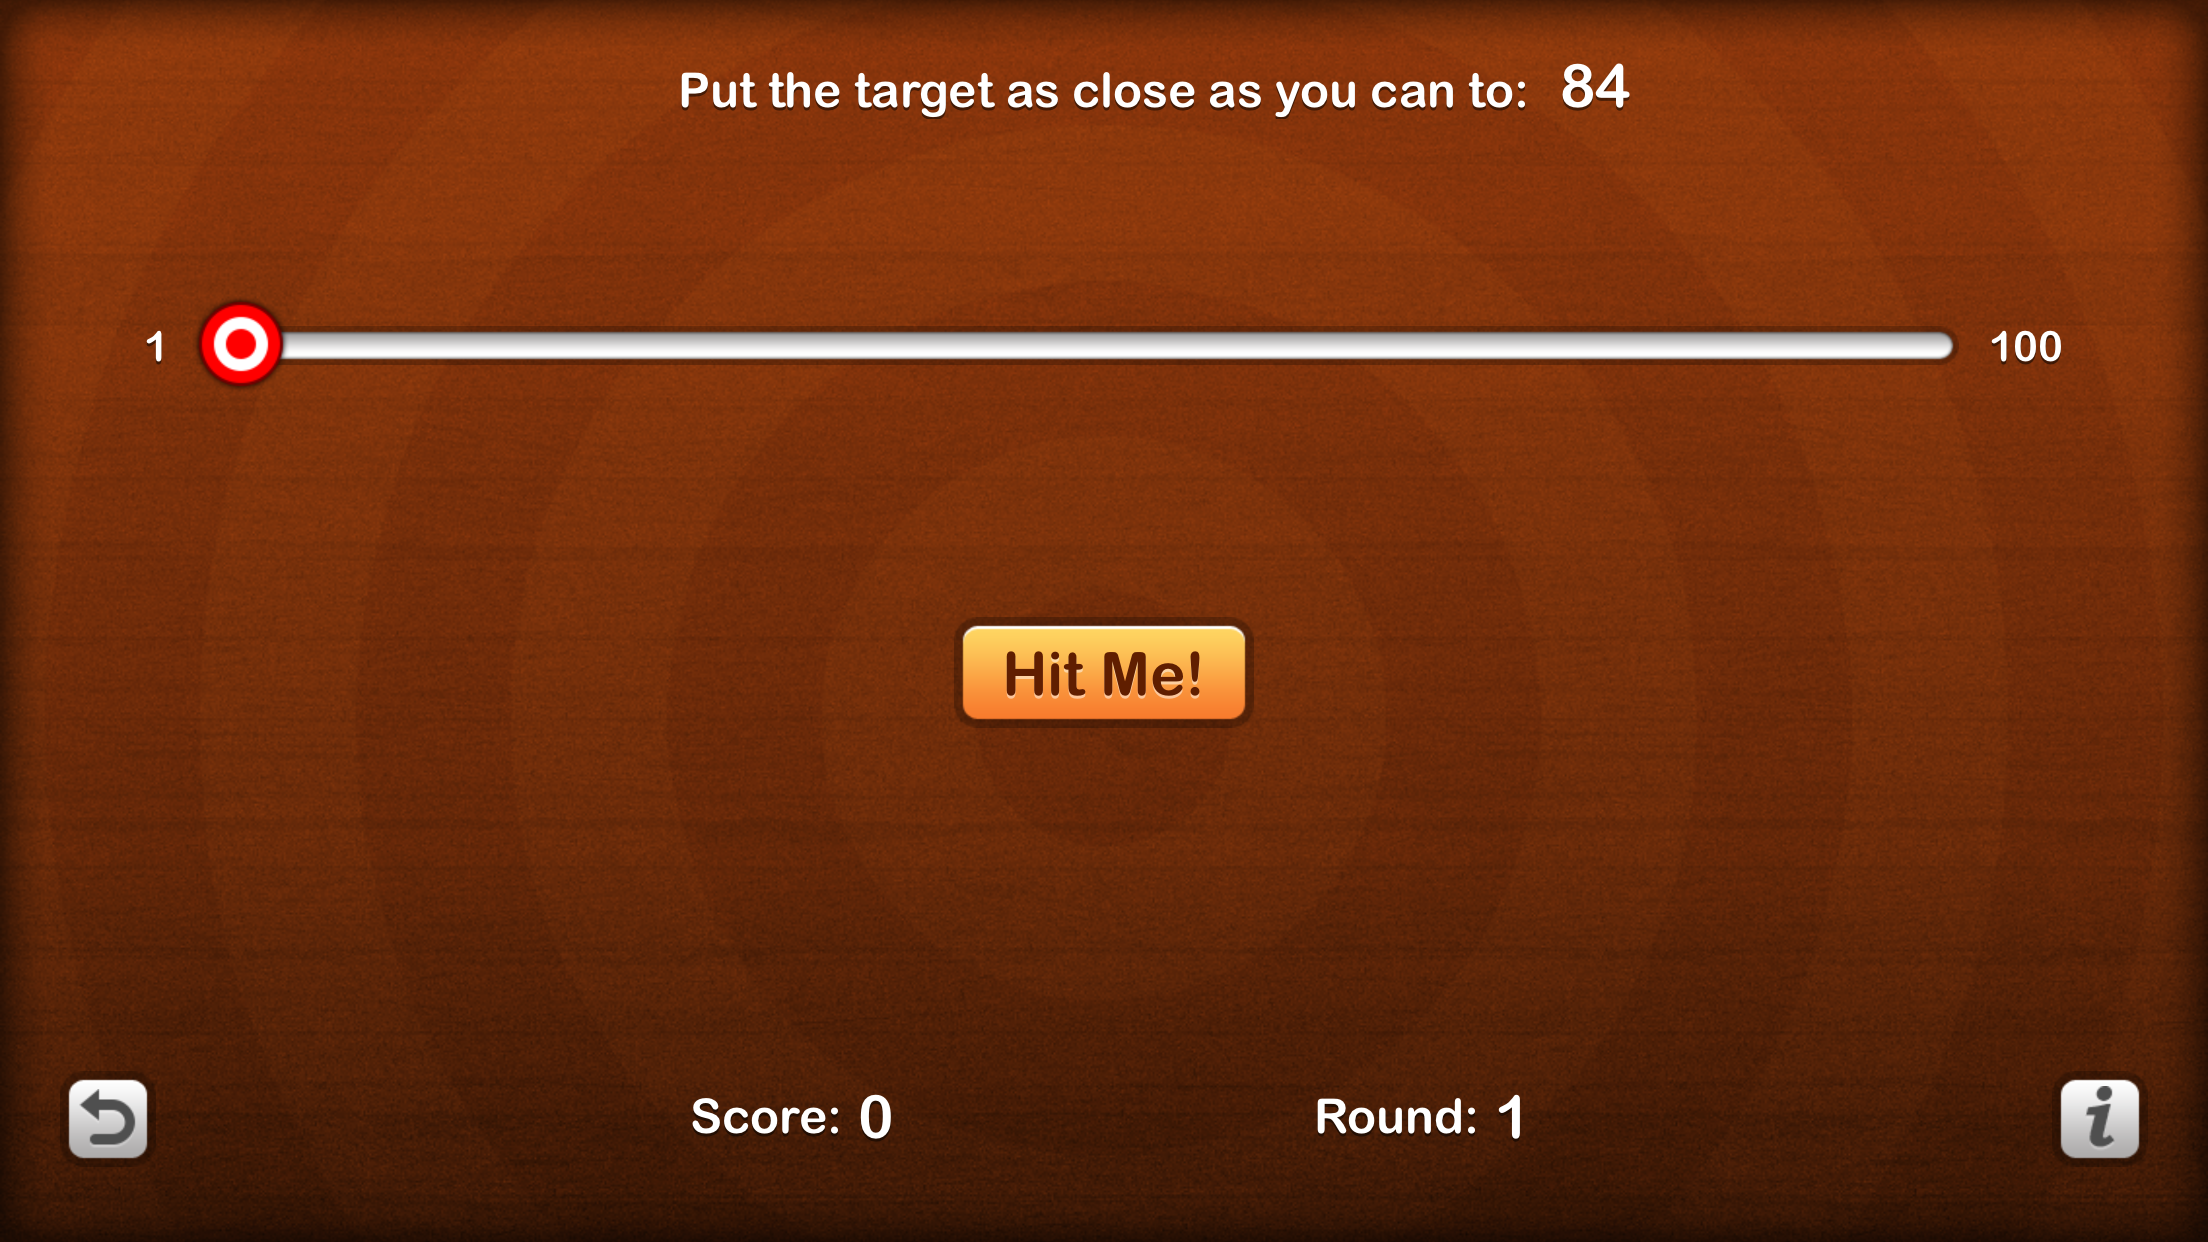 Put the target as close as you can to: 84
1 100
Hit Me!
Score: 0 Round: 1
i